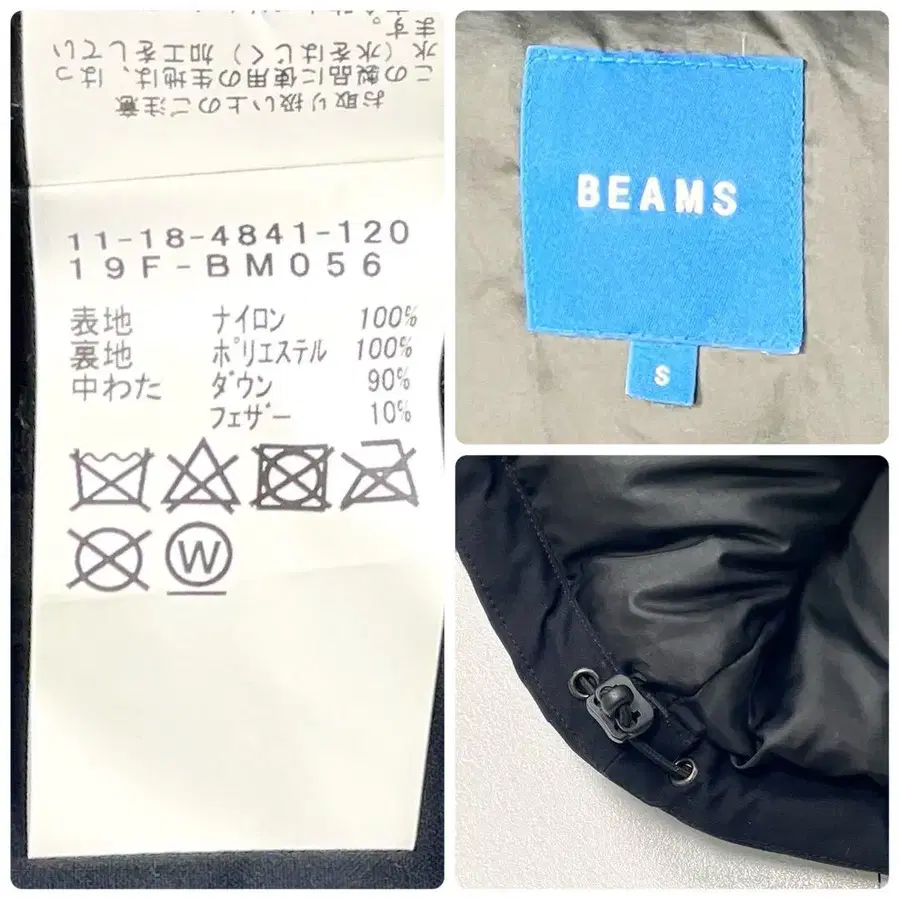 ます。
水（水をはじく）加工をしてい
この製品に使用の生地は、はっ
お取り扱い上のご注意
11-18-4841-120
19F-BM056
表地 ナイロン 100%
裏地 ポリエステル 100%
中わた ダウン 90%
フェザー 10%
W
BEAMS
S